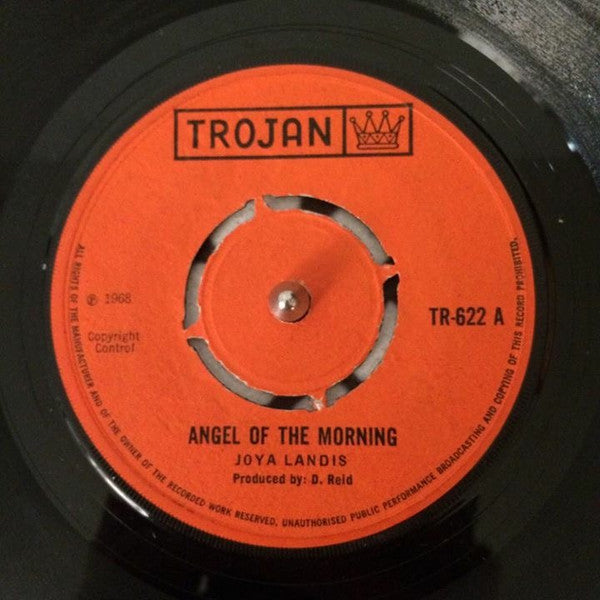 TROJAN
℗ 1968
Copyright
Control
TR-622 A
ANGEL OF THE MORNING
JOYA LANDIS
Produced by: D. Reid
ALL RIGHTS OF THE MANUFACTURER AND OF THE OWNER OF THE RECORDED WORK RESERVED, UNAUTHORISED PUBLIC PERFORMANCE BROADCASTING AND COPYING OF THIS RECORD PROHIBITED.